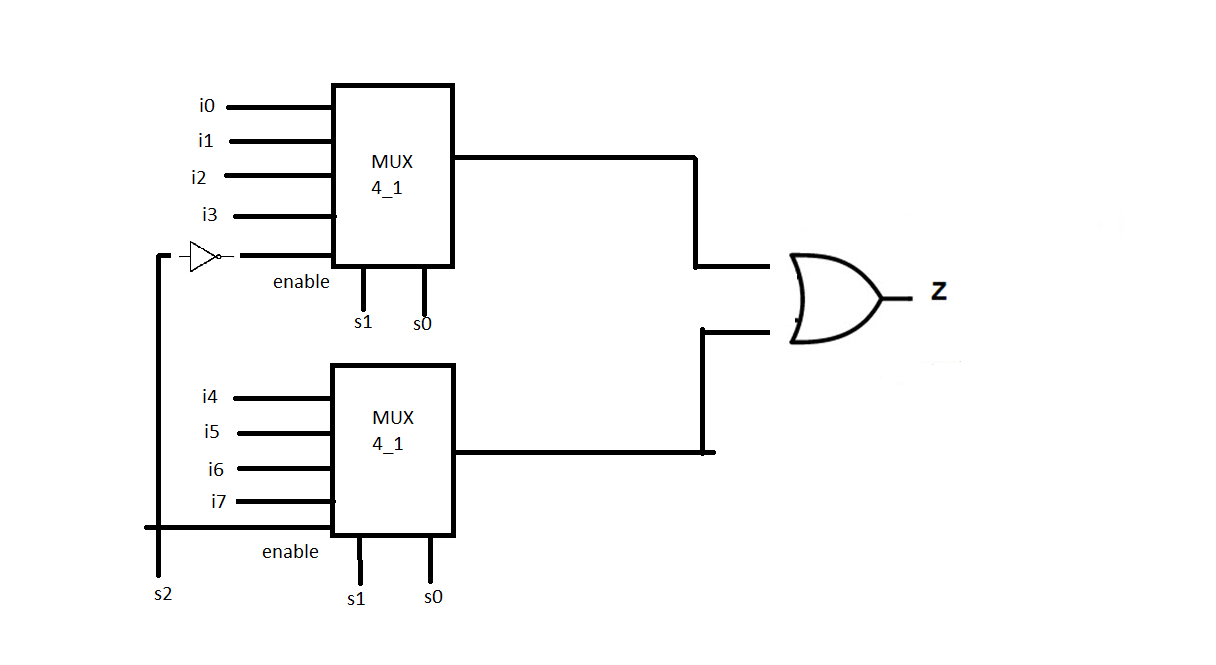 i0
i1
i2
i3
MUX
4_1
enable
s1
s0
Z
i4
i5
i6
i7
MUX
4_1
enable
s1
s0
s2